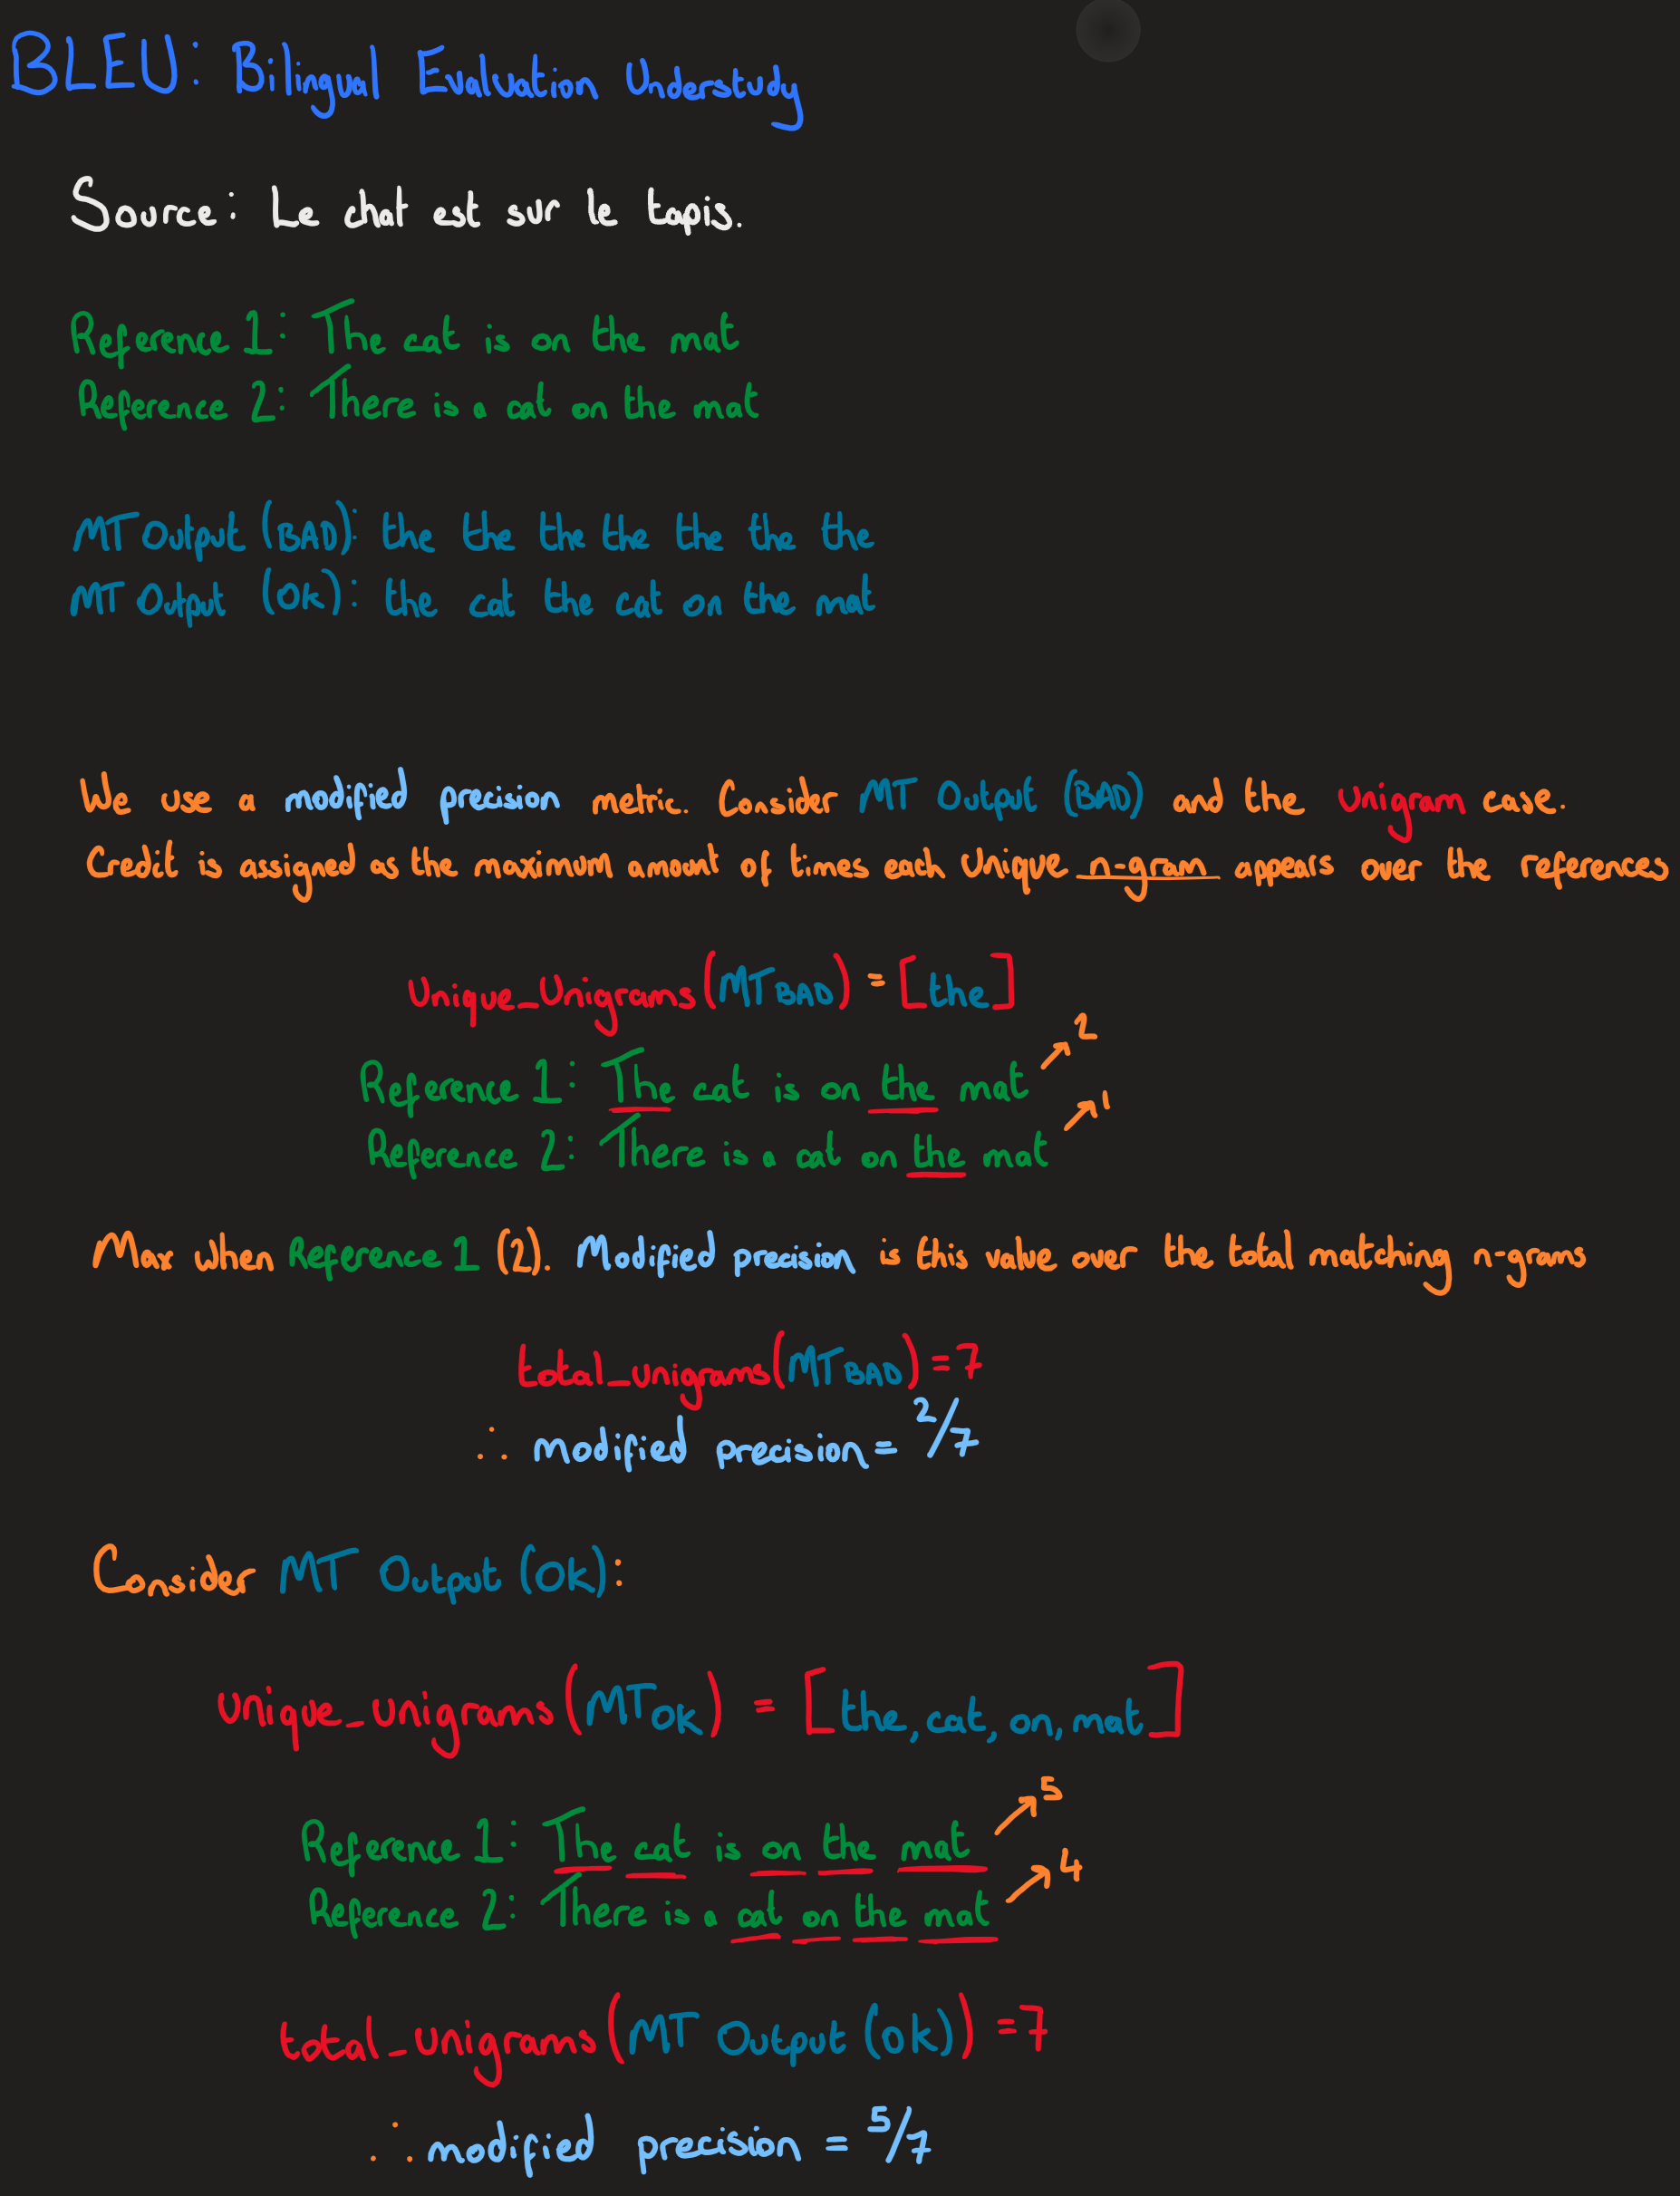 BLEU: Bilingual Evaluation Understudy
Source: Le chat est sur le tapis.
Reference 1: The cat is on the mat
Reference 2: There is a cat on the mat
MT Output (BAD): the the the the the the the
MT Output (OK): the cat the cat on the mat
We use a modified precision metric. Consider MT Output (BAD) and the unigram case.
Credit is assigned as the maximum amount of times each unique n-gram appears over the references
Unique_Unigrams(MT BAD) = [the]
Reference 1: The cat is on the mat ↗ 2
Reference 2: There is a cat on the mat ↗ 1
Max when Reference 1 (2). Modified precision is this value over the total matching n-grams
total_unigrams(MT BAD) = 7
∴ modified precision = 2/7
Consider MT Output (OK):
Unique_unigrams(MT OK) = [the, cat, on, mat]
Reference 1: The cat is on the mat ↗ 5
Reference 2: There is a cat on the mat ↗ 4
total_unigrams(MT Output (OK)) = 7
∴ modified precision = 5/7